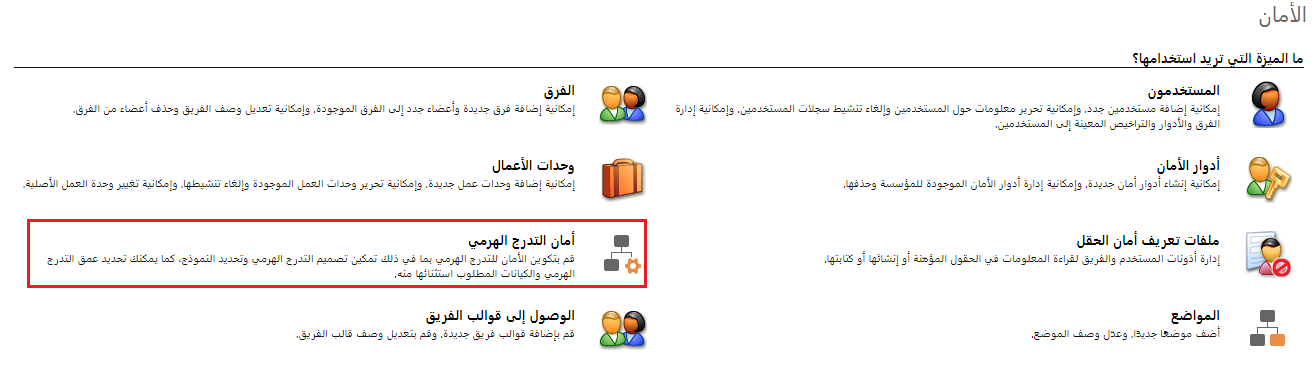 الأمان
ما الميزة التي تريد استخدامها؟
المستخدمون
إمكانية إضافة مستخدمين جدد، وإمكانية تحرير معلومات حول المستخدمين وإلغاء تنشيط سجلات المستخدمين، وإمكانية إدارة
الفرق والأدوار والتراخيص المعينة إلى المستخدمين.
الفرق
إمكانية إضافة فرق جديدة وأعضاء جدد إلى الفرق الموجودة، وإمكانية تعديل وصف الفريق وحذف أعضاء من الفرق.
أدوار الأمان
إمكانية إنشاء أدوار أمان جديدة، وإمكانية إدارة أدوار الأمان الموجودة للمؤسسة وحذفها.
وحدات الأعمال
إمكانية إضافة وحدات عمل جديدة، وإمكانية تحرير وحدات العمل الموجودة وإلغاء تنشيطها، وإمكانية تغيير وحدة العمل الأصلية.
ملفات تعريف أمان الحقل
إدارة أذونات المستخدم والفريق لقراءة المعلومات في الحقول المؤمنة أو إنشائها أو كتابتها.
أمان التدرج الهرمي
قم بتكوين الأمان للتدرج الهرمي بما في ذلك تمكين تصميم التدرج الهرمي وتحديد النموذج، كما يمكنك تحديد عمق التدرج
الهرمي والكيانات المطلوب استثنائها منه.
المواضع
أضف موضعًا جديدًا، وعدّل وصف الموضع.
الوصول إلى قوالب الفريق
قم بإضافة قوالب فريق جديدة، وقم بتعديل وصف قالب الفريق.